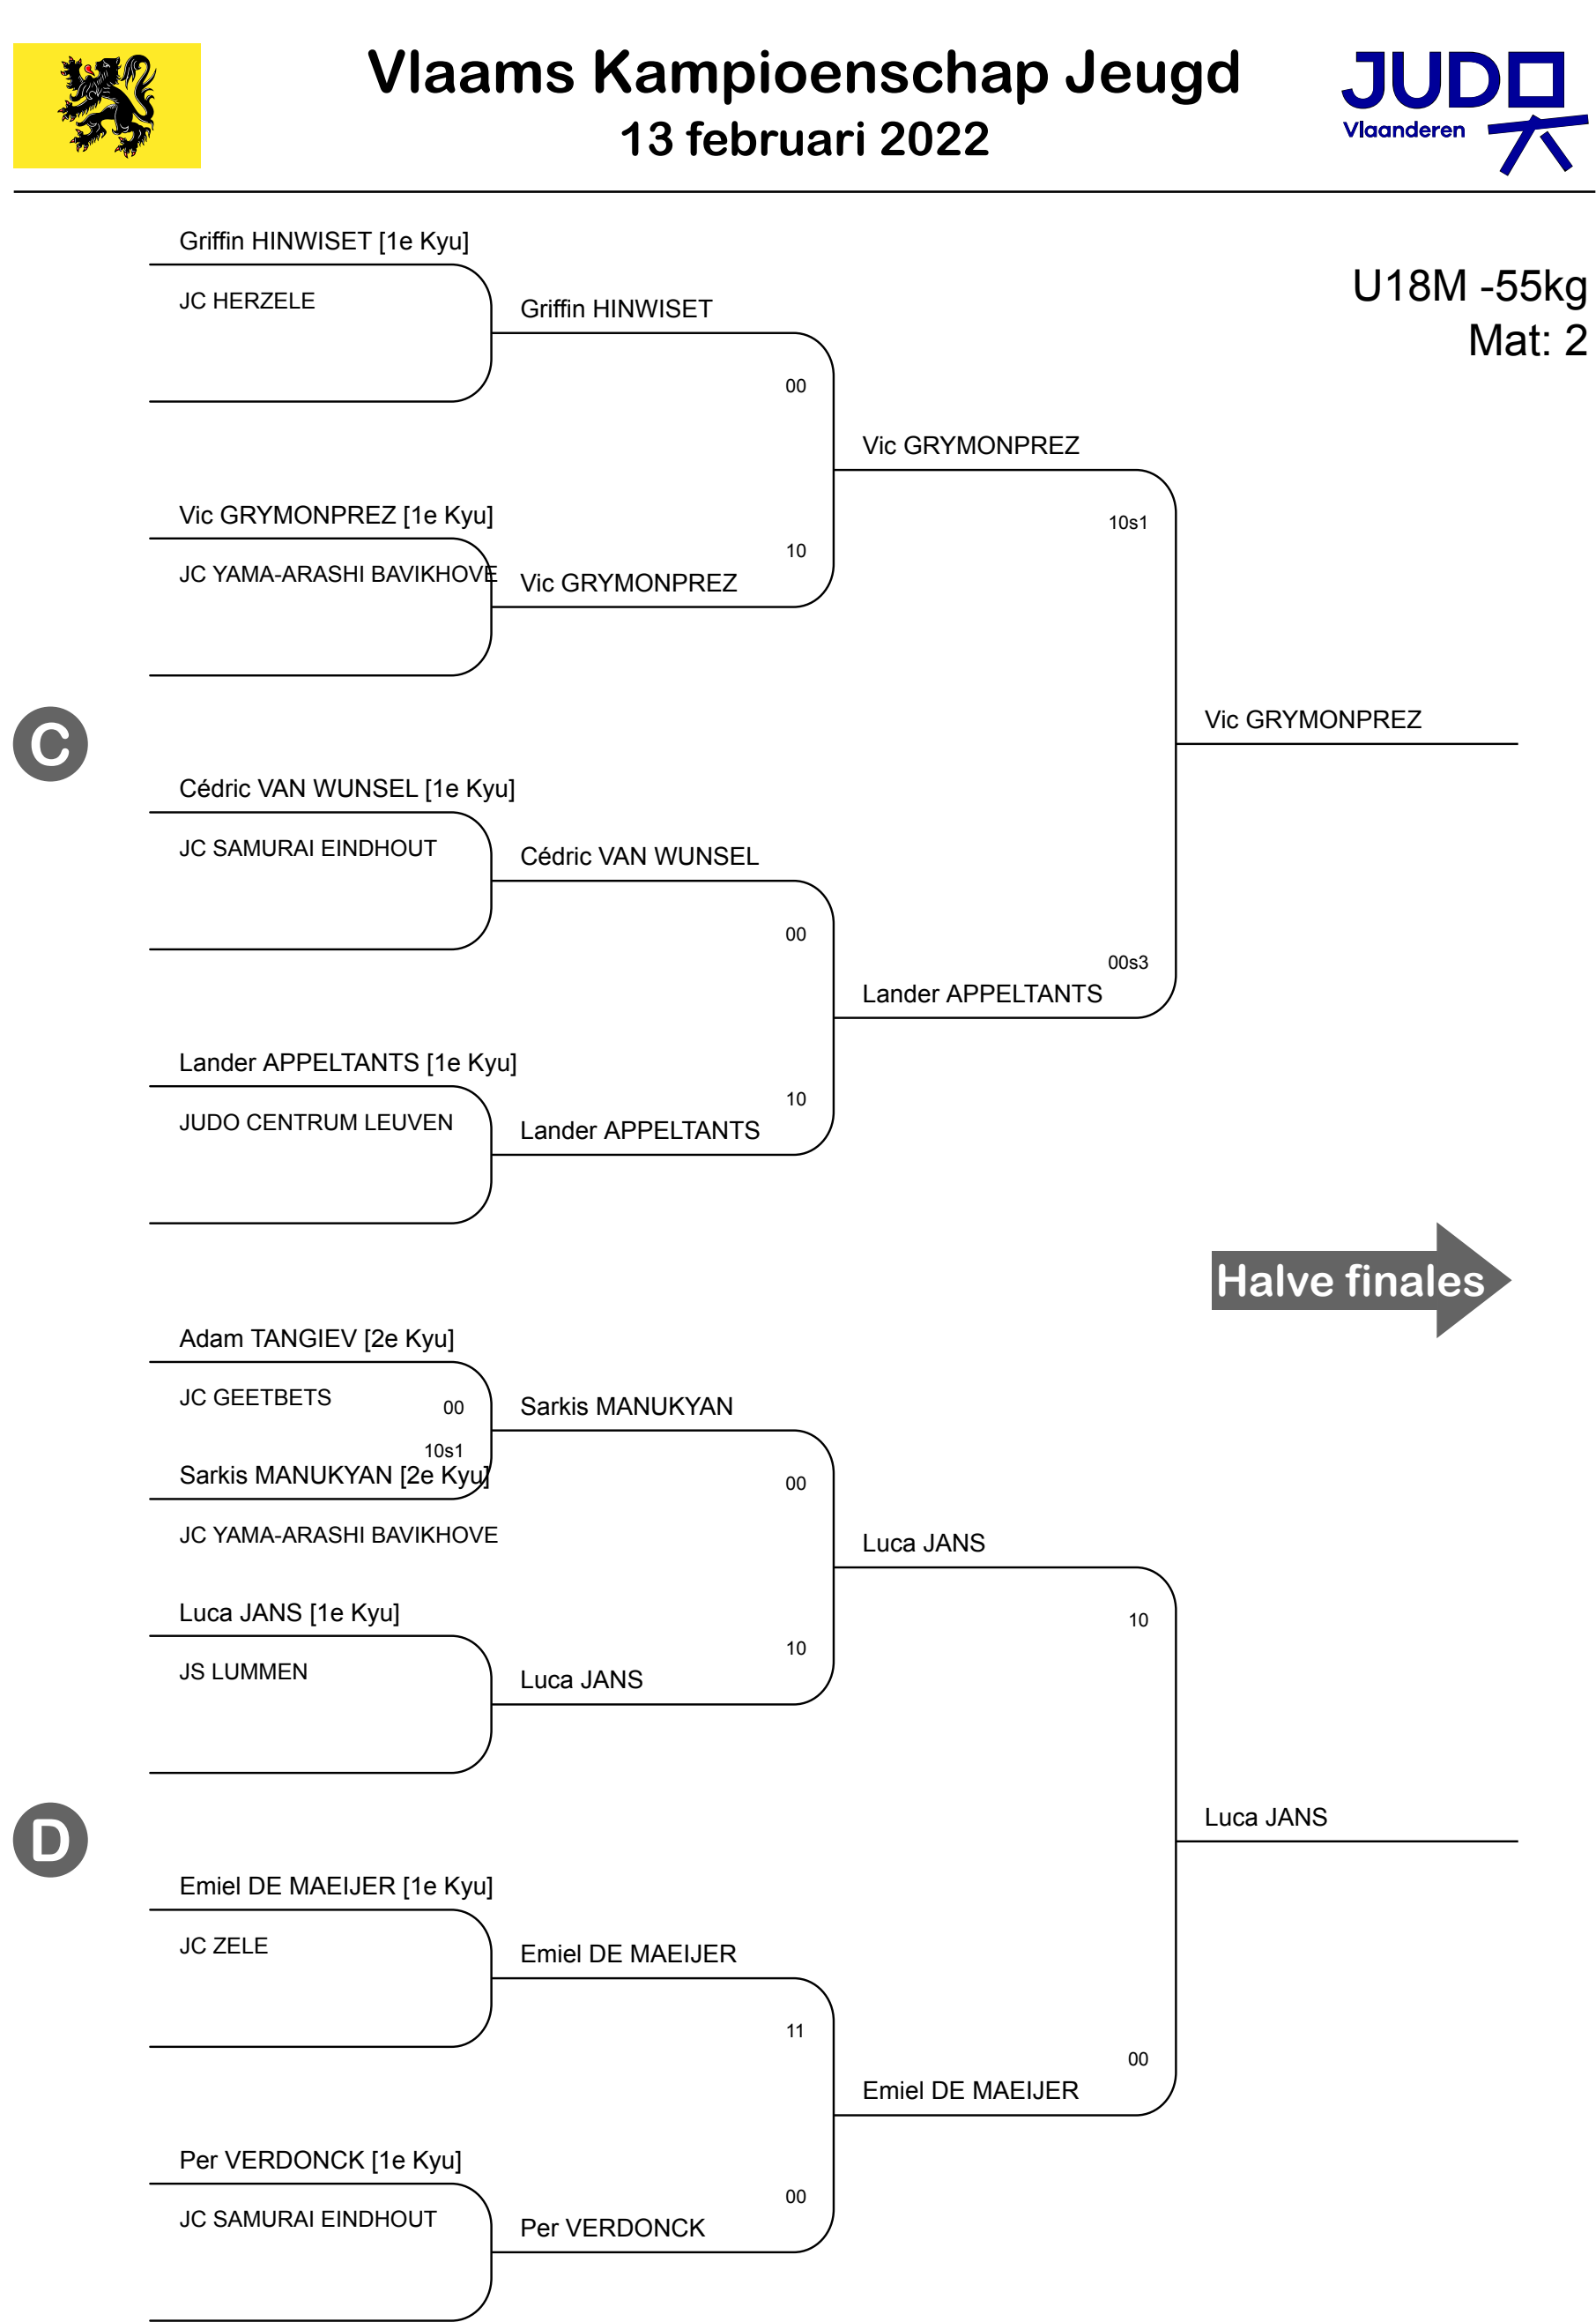 Vlaams Kampioenschap Jeugd
13 februari 2022
JUDO
Vlaanderen
U18M -55kg
Mat: 2
Griffin HINWISET [1e Kyu]
JC HERZELE
Griffin HINWISET
00
Vic GRYMONPREZ
10s1
Vic GRYMONPREZ [1e Kyu]
JC YAMA-ARASHI BAVIKHOVE
10
Vic GRYMONPREZ
C
Vic GRYMONPREZ
Cédric VAN WUNSEL [1e Kyu]
JC SAMURAI EINDHOUT
Cédric VAN WUNSEL
00
00s3
Lander APPELTANTS
Lander APPELTANTS [1e Kyu]
JUDO CENTRUM LEUVEN
10
Lander APPELTANTS
Halve finales
Adam TANGIEV [2e Kyu]
JC GEETBETS
00
Sarkis MANUKYAN
10s1
Sarkis MANUKYAN [2e Kyu]
00
JC YAMA-ARASHI BAVIKHOVE
Luca JANS
Luca JANS [1e Kyu]
10
10
JS LUMMEN
Luca JANS
D
Luca JANS
Emiel DE MAEIJER [1e Kyu]
JC ZELE
Emiel DE MAEIJER
11
00
Emiel DE MAEIJER
Per VERDONCK [1e Kyu]
JC SAMURAI EINDHOUT
00
Per VERDONCK